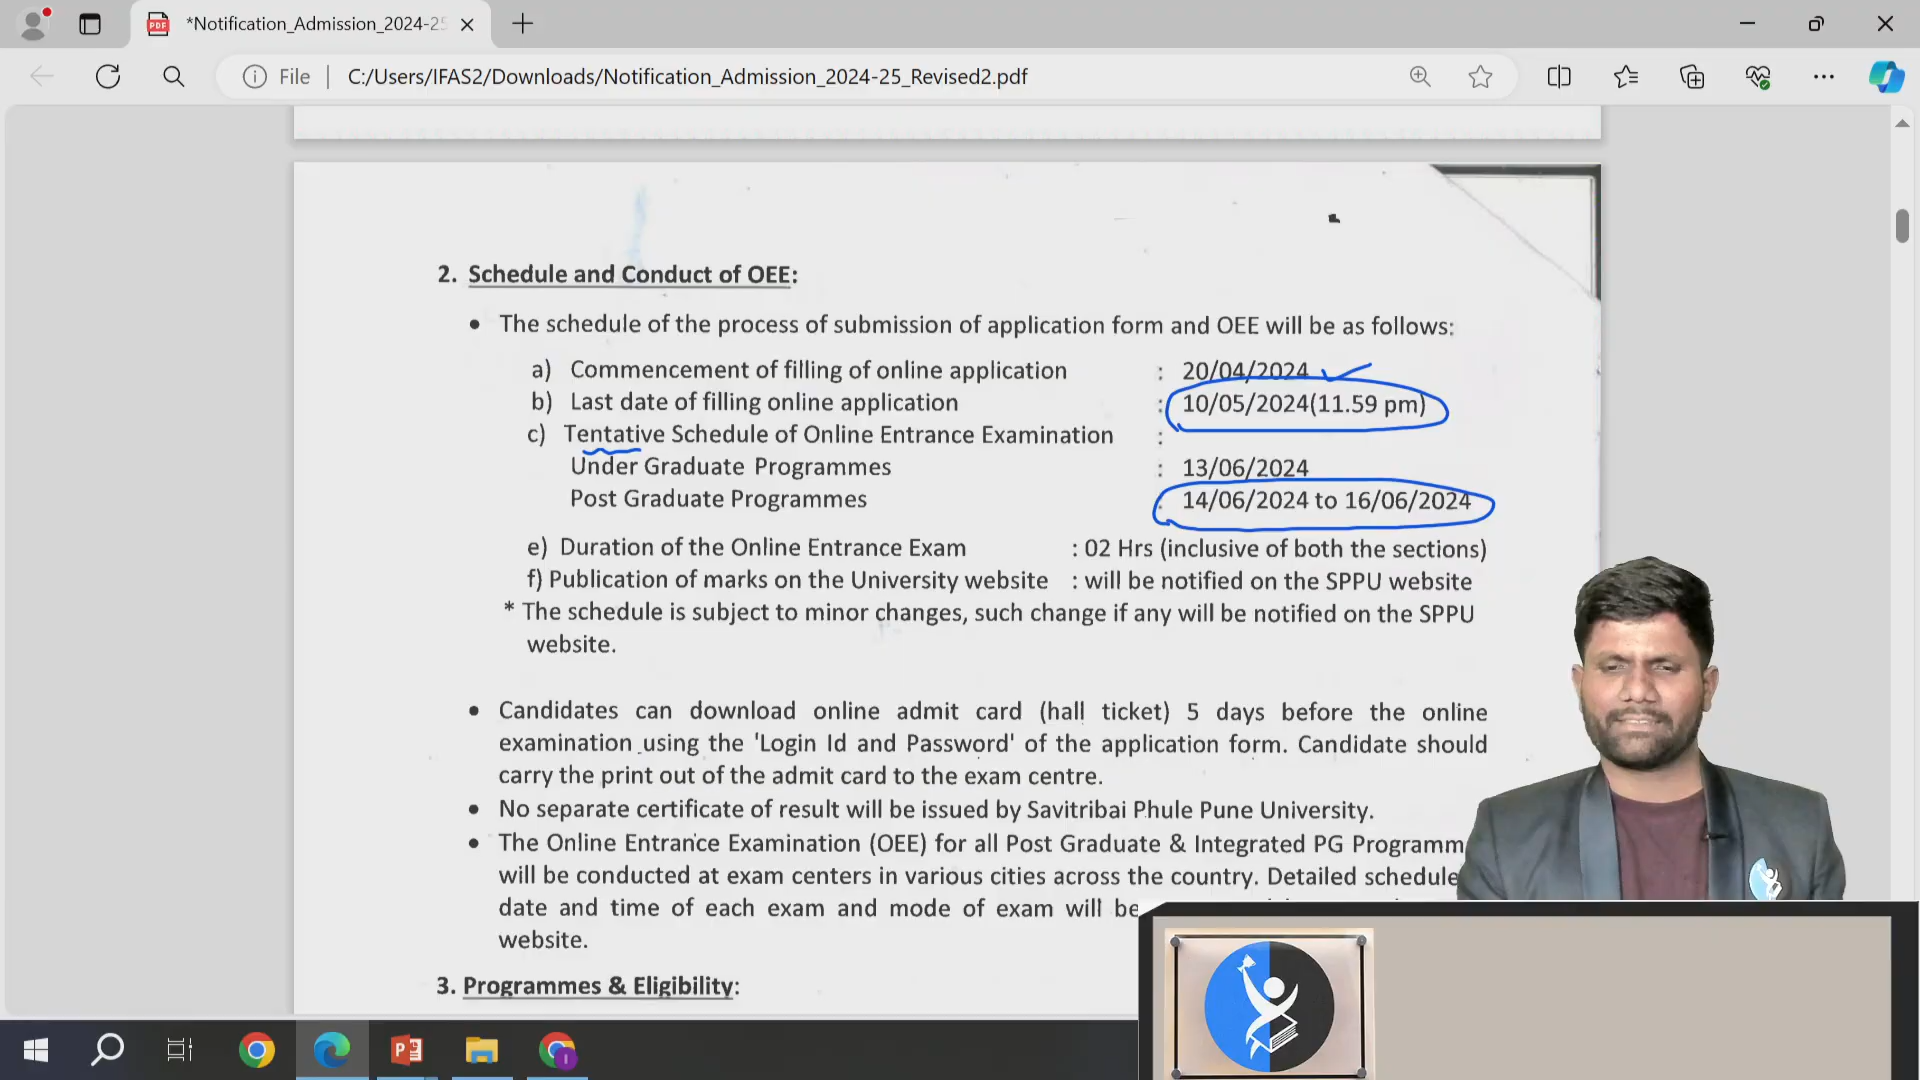 *Notification_Admission_2024-25
File
C:/Users/IFAS2/Downloads/Notification_Admission_2024-25_Revised2.pdf
2. Schedule and Conduct of OEE:
• The schedule of the process of submission of application form and OEE will be as follows:
a) Commencement of filling of online application : 20/04/2024
b) Last date of filling online application : 10/05/2024(11.59 pm)
c) Tentative Schedule of Online Entrance Examination :
Under Graduate Programmes : 13/06/2024
Post Graduate Programmes : 14/06/2024 to 16/06/2024
e) Duration of the Online Entrance Exam : 02 Hrs (inclusive of both the sections)
f) Publication of marks on the University website : will be notified on the SPPU website
* The schedule is subject to minor changes, such change if any will be notified on the SPPU
website.
• Candidates can download online admit card (hall ticket) 5 days before the online
examination using the 'Login Id and Password' of the application form. Candidate should
carry the print out of the admit card to the exam centre.
• No separate certificate of result will be issued by Savitribai Phule Pune University.
• The Online Entrance Examination (OEE) for all Post Graduate & Integrated PG Programm
will be conducted at exam centers in various cities across the country. Detailed schedule
date and time of each exam and mode of exam will be
website.
3. Programmes & Eligibility: